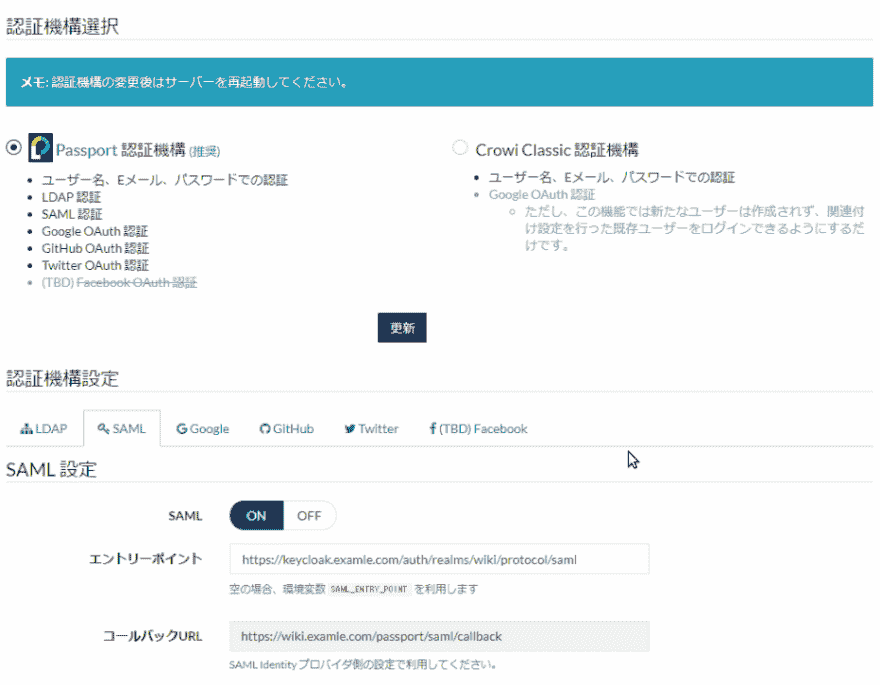 認証機構選択
メモ: 認証機構の変更後はサーバーを再起動してください。
Passport 認証機構 (推奨)
ユーザー名、Eメール、パスワードでの認証
LDAP 認証
SAML 認証
Google OAuth 認証
GitHub OAuth 認証
Twitter OAuth 認証
(TBD) Facebook OAuth 認証
Crowi Classic 認証機構
ユーザー名、Eメール、パスワードでの認証
Google OAuth 認証
ただし、この機能では新たなユーザーは作成されず、関連付
け設定を行った既存ユーザーをログインできるようにするだ
けです。
更新
認証機構設定
LDAP SAML Google GitHub Twitter (TBD) Facebook
SAML 設定
SAML ON OFF
エントリーポイント https://keycloak.examle.com/auth/realms/wiki/protocol/saml
空の場合、環境変数 SAML_ENTRY_POINT を利用します
コールバックURL https://wiki.examle.com/passport/saml/callback
SAML Identity プロバイダ側の設定で利用してください。